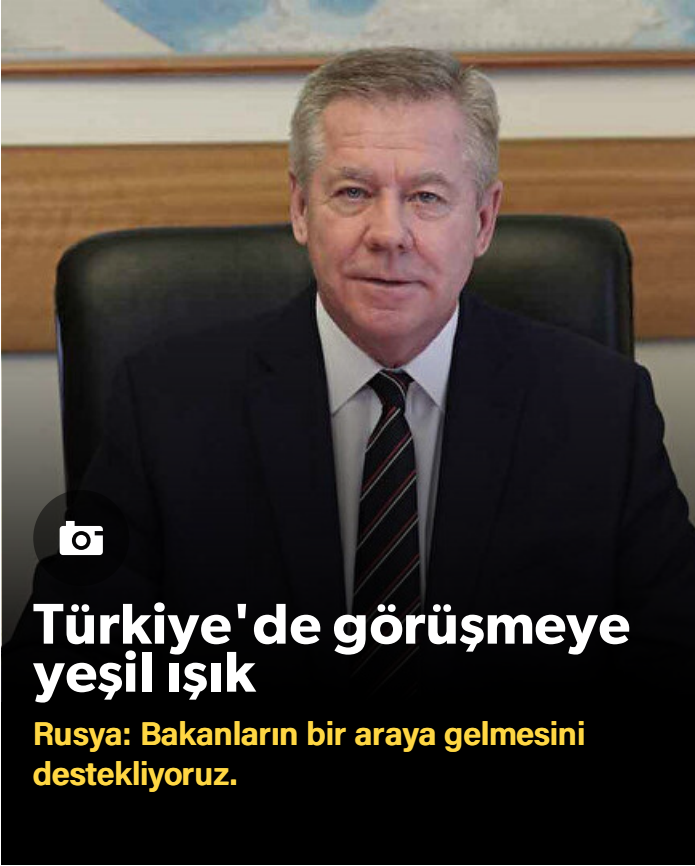 Türkiye'de görüşmeye
yeşil ışık
Rusya: Bakanların bir araya gelmesini
destekliyoruz.